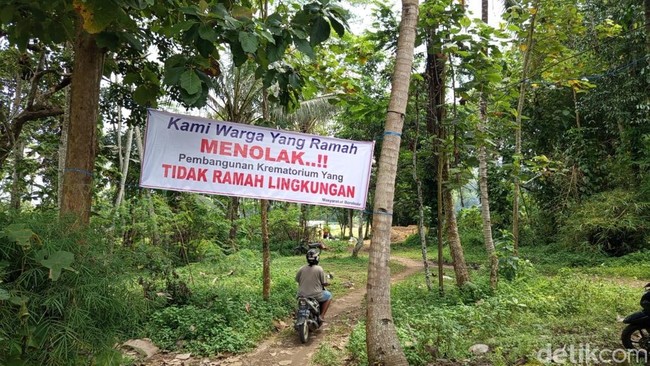 Kami Warga Yang Ramah
MENOLAK..!!
Pembangunan Krematorium Yang
TIDAK RAMAH LINGKUNGAN
detikcom